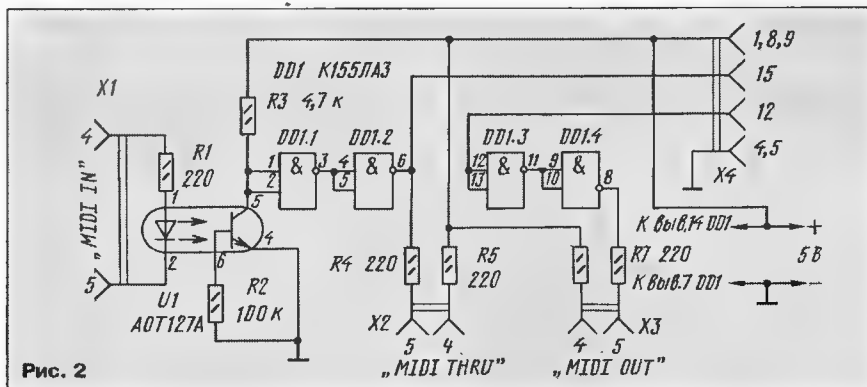 1, 8, 9
DD1 К155ЛА3
X1
R3 4,7 к
15
DD1.1
DD1.2
12
DD1.3
DD1.4
4
R1
220
1
2
&
3
4
5
&
6
12
13
&
11
9
10
&
8
4, 5
X4
„MIDI IN”
1
5
4
К выв.14 DD1
+
R4 220
R5
220
R7 220
5 В
2
6
5
R2
100 к
К выв.7 DD1
−
U1
АОТ127А
X2
X3
5
4
4
5
„MIDI THRU”
„MIDI OUT”
Рис. 2